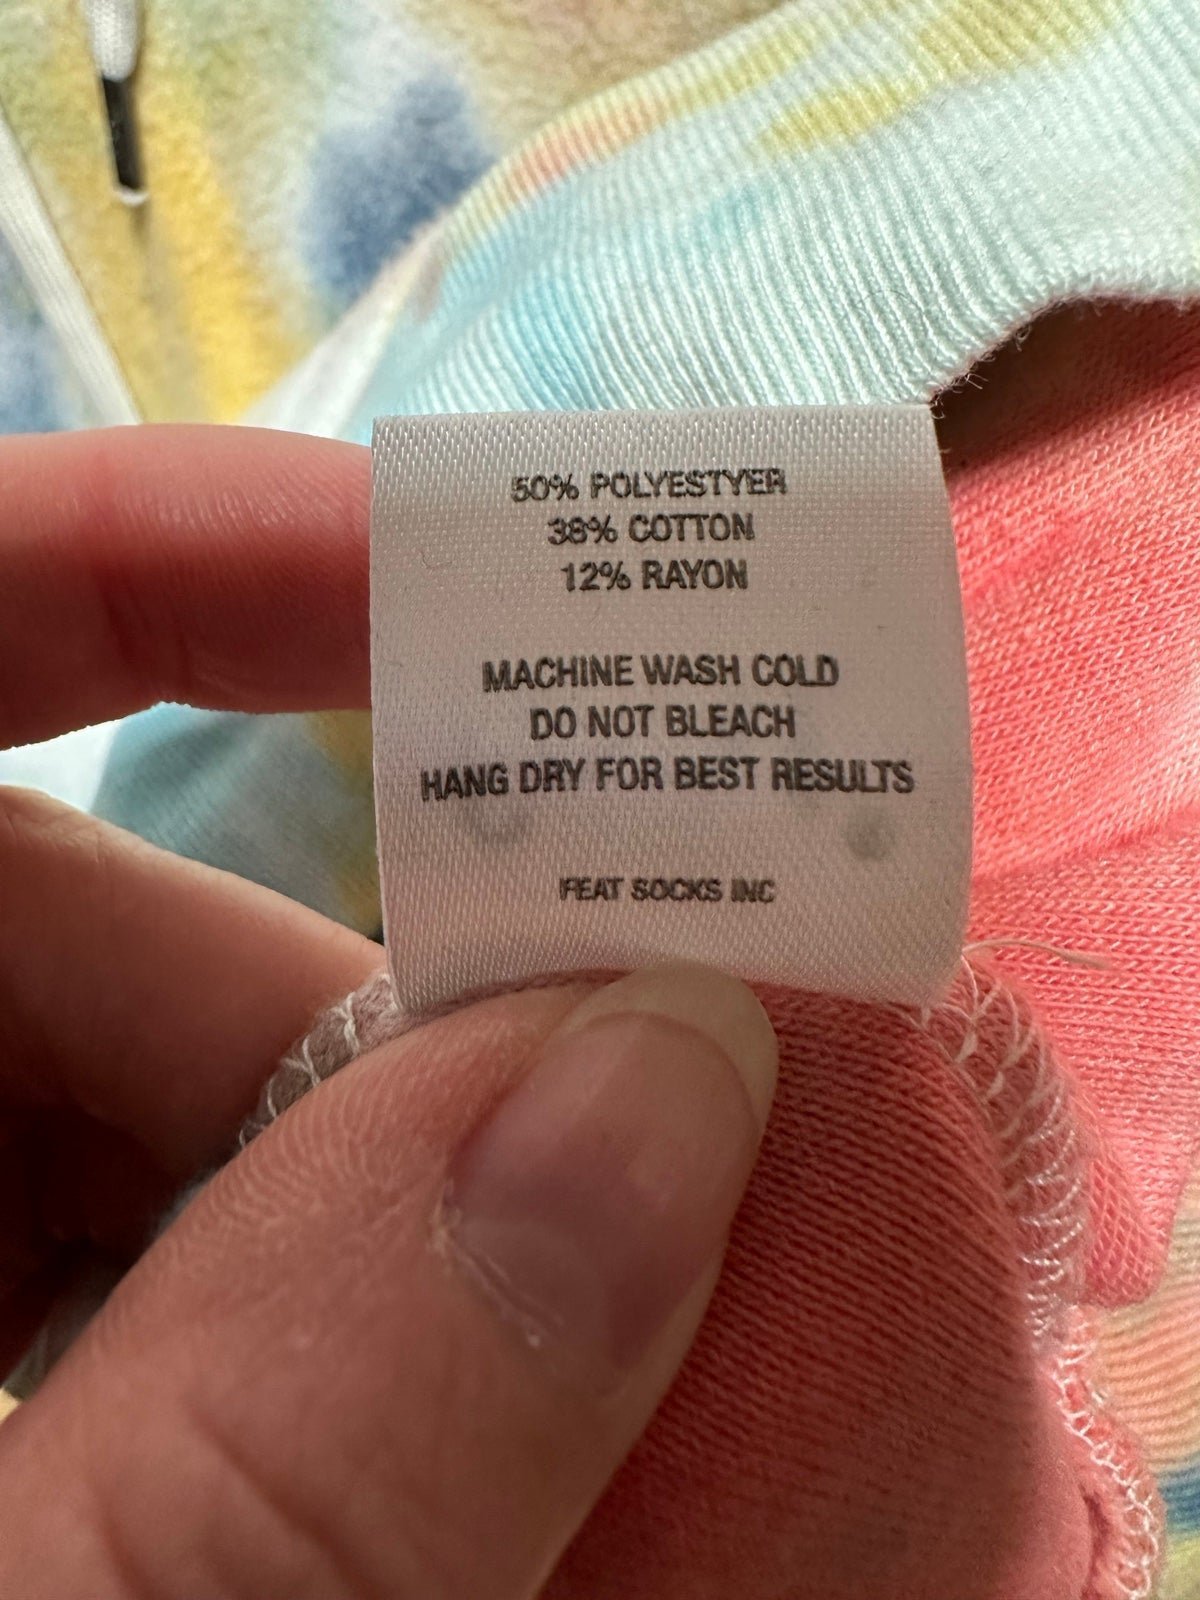 50% POLYESTYER
38% COTTON
12% RAYON
MACHINE WASH COLD
DO NOT BLEACH
HANG DRY FOR BEST RESULTS
FEAT SOCKS INC